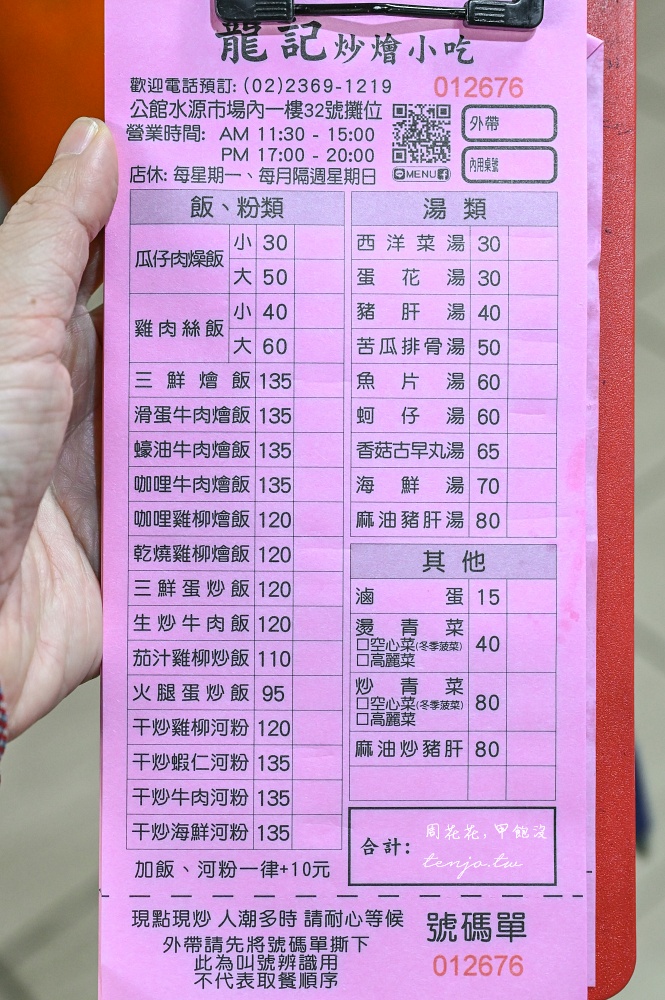 龍記炒燴小吃
歡迎電話預訂:(02)2369-1219
012676
公館水源市場內一樓32號攤位
營業時間: AM 11:30 - 15:00
PM 17:00 - 20:00
店休: 每星期一、每月隔週星期日
MENU
外帶
內用桌號
飯、粉類
瓜仔肉燥飯 小 30
大 50
雞肉絲飯 小 40
大 60
三鮮燴飯 135
滑蛋牛肉燴飯 135
蠔油牛肉燴飯 135
咖哩牛肉燴飯 135
咖哩雞柳燴飯 120
乾燒雞柳燴飯 120
三鮮蛋炒飯 120
生炒牛肉飯 120
茄汁雞柳炒飯 110
火腿蛋炒飯 95
干炒雞柳河粉 120
干炒蝦仁河粉 135
干炒牛肉河粉 135
干炒海鮮河粉 135
加飯、河粉一律+10元
湯類
西洋菜湯 30
蛋花湯 30
豬肝湯 40
苦瓜排骨湯 50
魚片湯 60
蚵仔湯 60
香菇古早丸湯 65
海鮮湯 70
麻油豬肝湯 80
其他
滷蛋 15
燙青菜 40
□空心菜(冬季菠菜)
□高麗菜
炒青菜 80
□空心菜(冬季菠菜)
□高麗菜
麻油炒豬肝 80
合計:
周花花,甲飽沒
tenjo.tw
現點現炒 人潮多時 請耐心等候
外帶請先將號碼單撕下
此為叫號辨識用
不代表取餐順序
號碼單
012676